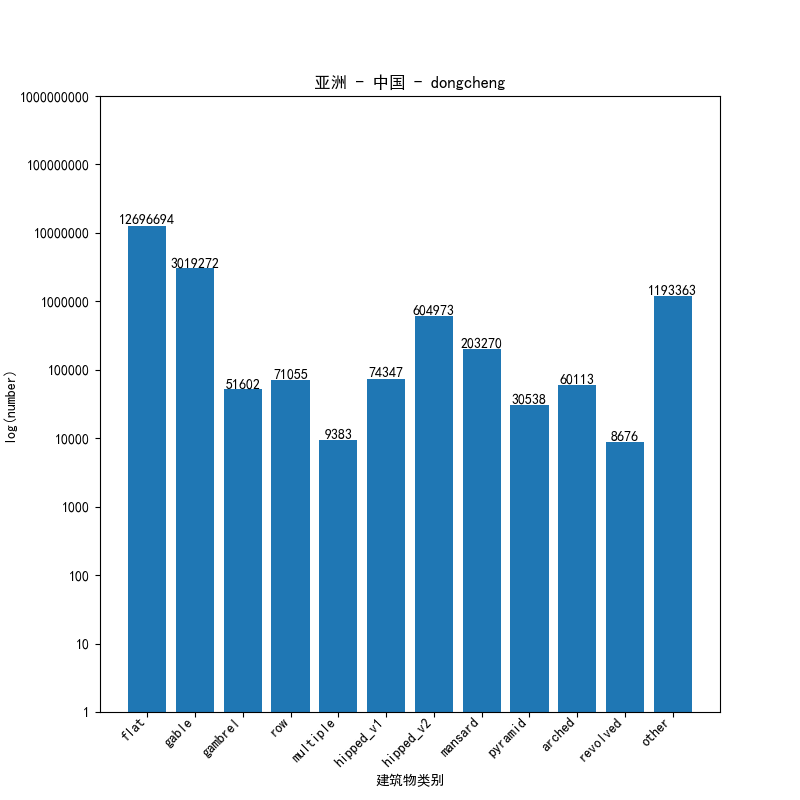 亚洲 - 中国 - dongcheng
1000000000
100000000
10000000
1000000
100000
10000
1000
100
10
1
log(number)
12696694
3019272
51602
71055
9383
74347
604973
203270
30538
60113
8676
1193363
flat
gable
gambrel
row
multiple
hipped_v1
hipped_v2
mansard
pyramid
arched
revolved
other
建筑物类别